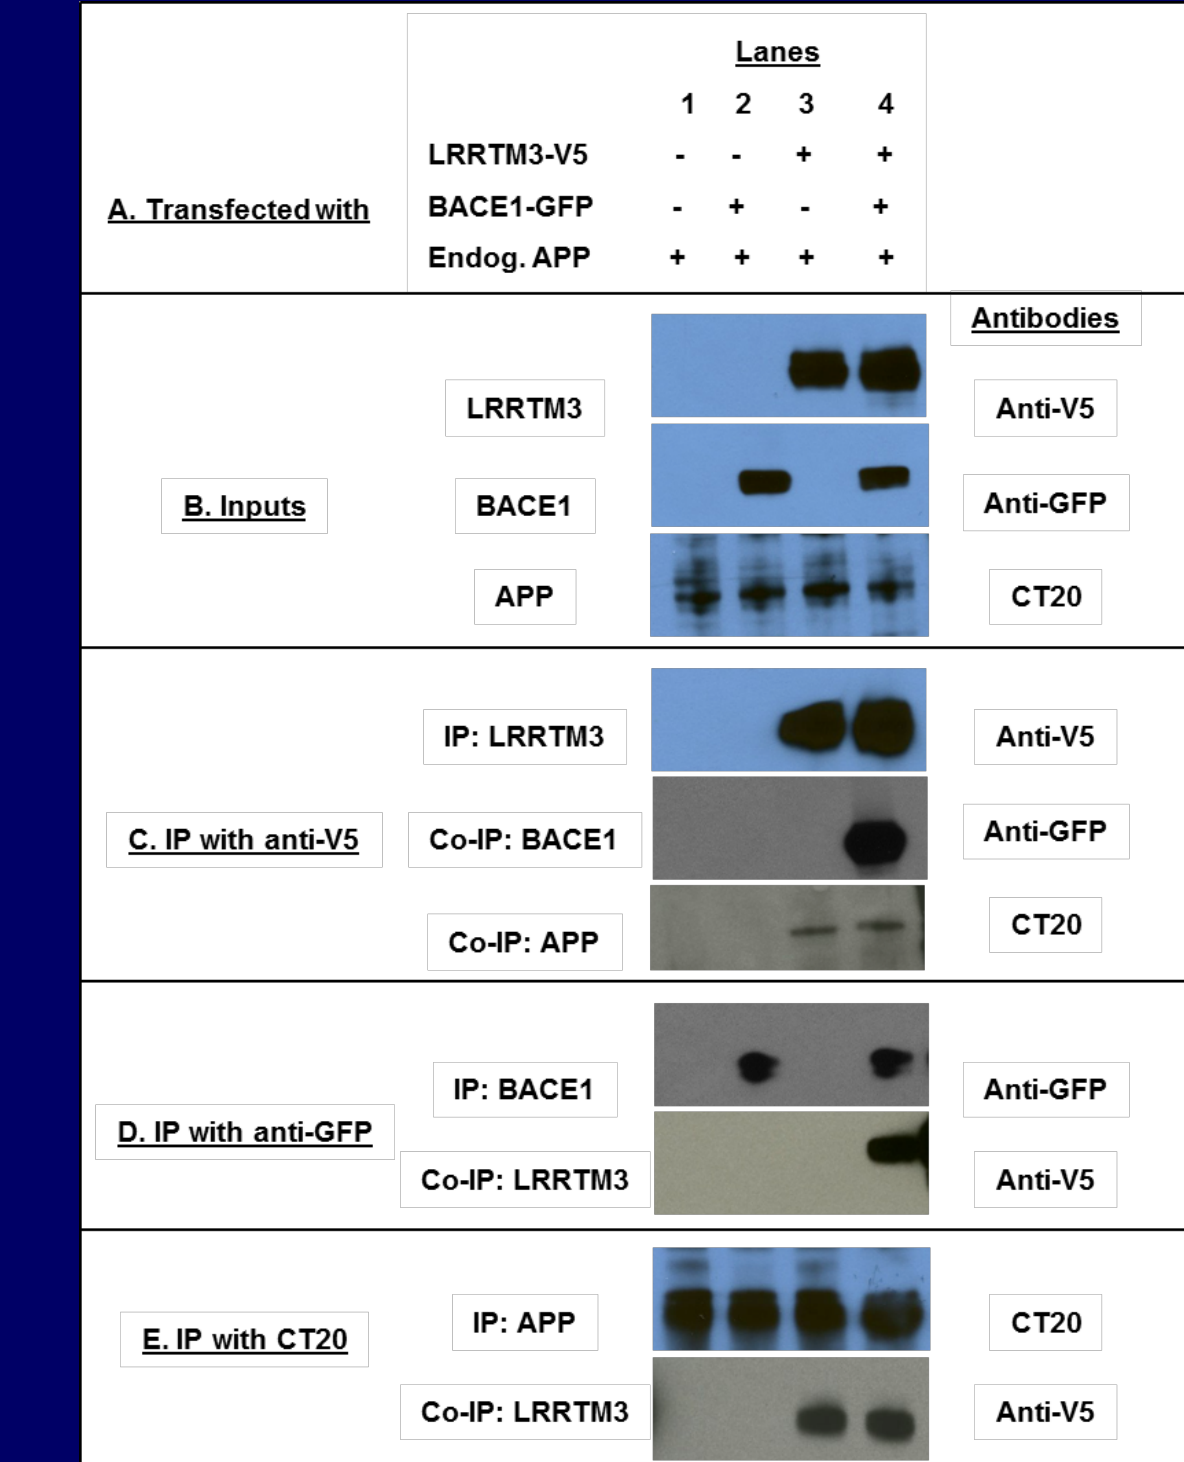 Lanes
1 2 3 4
LRRTM3-V5 - - + +
A. Transfected with
BACE1-GFP - + - +
Endog. APP + + + +
Antibodies
LRRTM3 Anti-V5
B. Inputs BACE1 Anti-GFP
APP CT20
IP: LRRTM3 Anti-V5
C. IP with anti-V5 Co-IP: BACE1 Anti-GFP
Co-IP: APP CT20
IP: BACE1 Anti-GFP
D. IP with anti-GFP
Co-IP: LRRTM3 Anti-V5
IP: APP CT20
E. IP with CT20
Co-IP: LRRTM3 Anti-V5